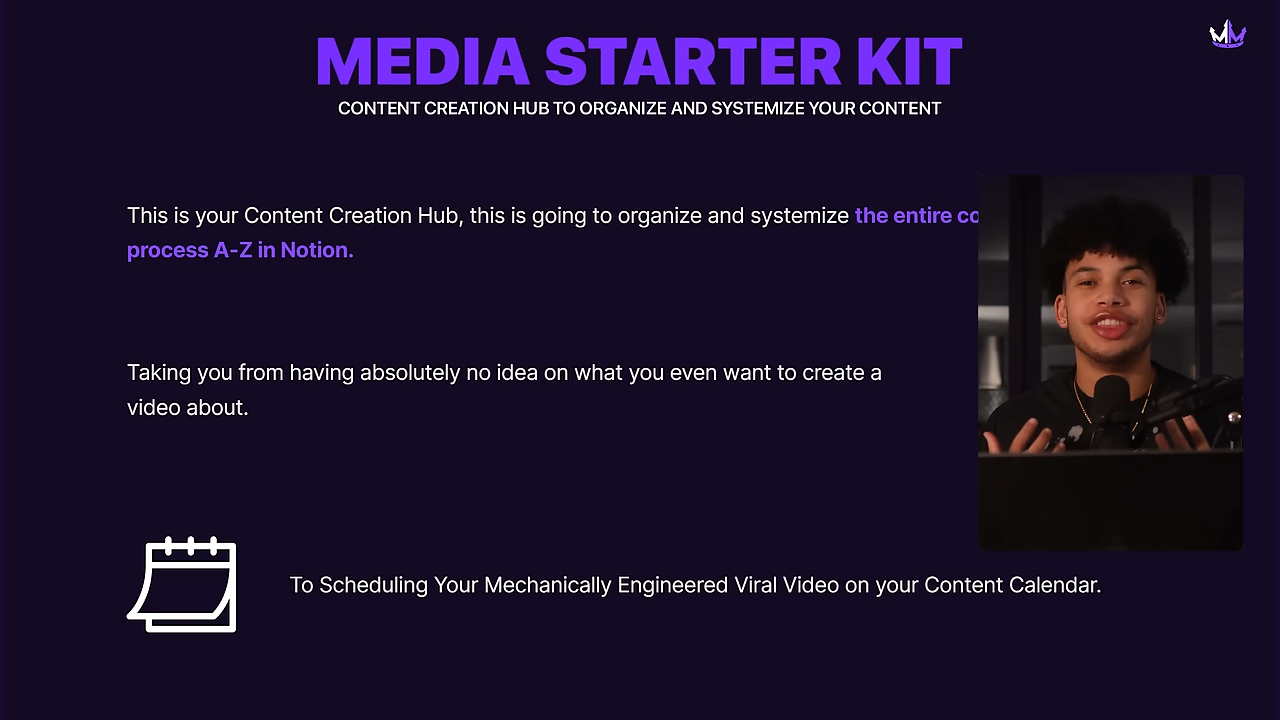 MEDIA STARTER KIT
CONTENT CREATION HUB TO ORGANIZE AND SYSTEMIZE YOUR CONTENT
This is your Content Creation Hub, this is going to organize and systemize the entire
process A-Z in Notion.
Taking you from having absolutely no idea on what you even want to create a
video about.
To Scheduling Your Mechanically Engineered Viral Video on your Content Calendar.